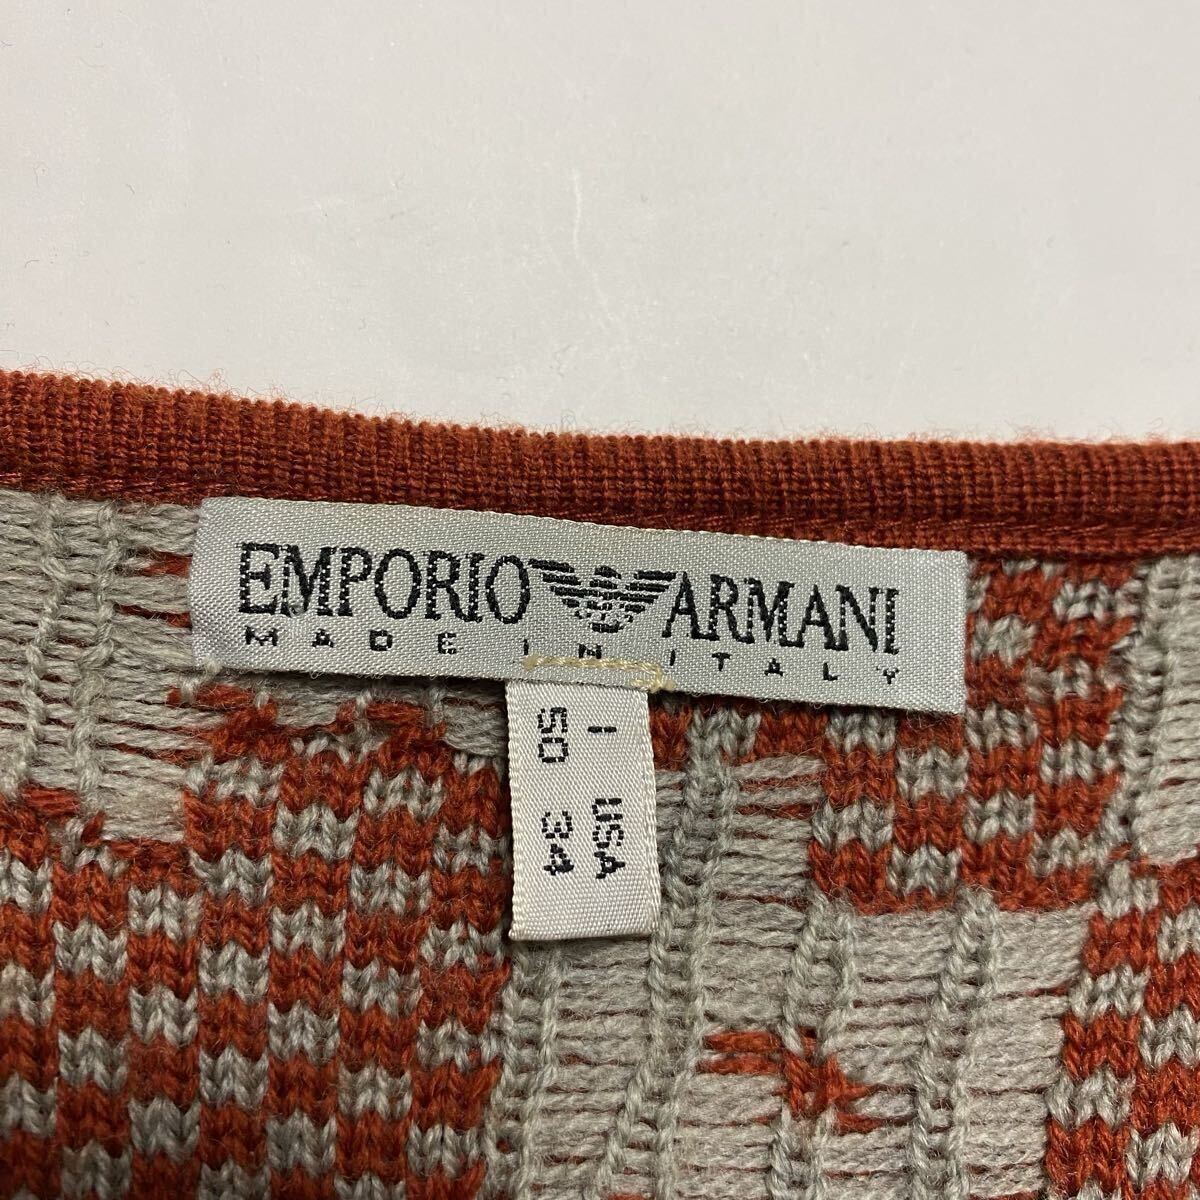 EMPORIO ARMANI
MADE IN ITALY
I USA
50 34